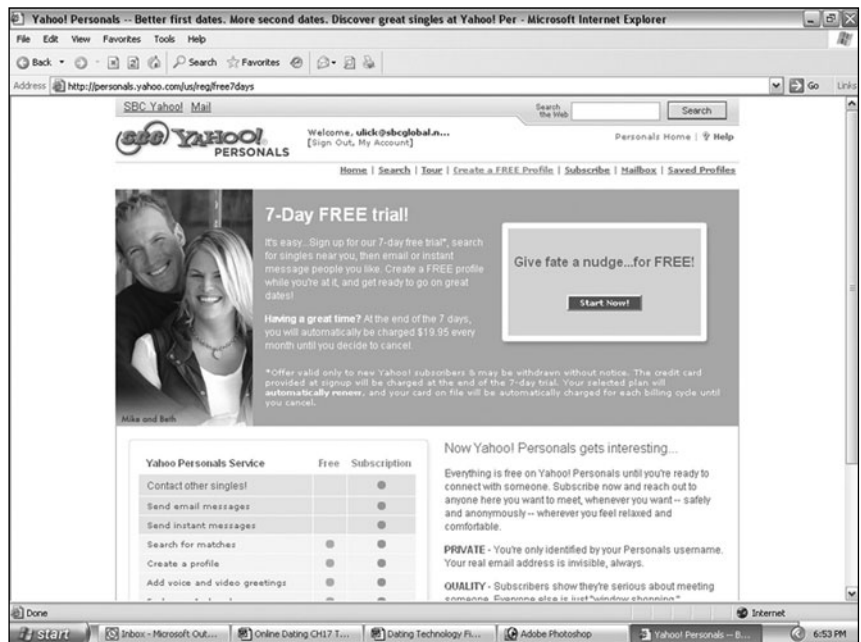 Yahoo! Personals -- Better first dates. More second dates. Discover great singles at Yahoo! Per - Microsoft Internet Explorer
File Edit View Favorites Tools Help
Back Search Favorites
Address http://personals.yahoo.com/us/reg/free7days Go Links
SBC Yahoo! Mail
Search the Web Search
SBC YAHOO! PERSONALS
Welcome, ulick@sbcglobal.n...
[Sign Out, My Account]
Personals Home | Help
Home | Search | Tour | Create a FREE Profile | Subscribe | Mailbox | Saved Profiles
7-Day FREE trial!
It's easy...Sign up for our 7-day free trial*, search
for singles near you, then email or instant
message people you like. Create a FREE profile
while you're at it, and get ready to go on great
dates!
Having a great time? At the end of the 7 days,
you will automatically be charged $19.95 every
month until you decide to cancel.
Give fate a nudge...for FREE!
Start Now!
*Offer valid only to new Yahoo! subscribers & may be withdrawn without notice. The credit card
provided at signup will be charged at the end of the 7-day trial. Your selected plan will
automatically renew, and your card on file will be automatically charged for each billing cycle until
you cancel.
Mike and Beth
Yahoo Personals Service Free Subscription
Contact other singles!
Send email messages
Send instant messages
Search for matches
Create a profile
Add voice and video greetings
Now Yahoo! Personals gets interesting...
Everything is free on Yahoo! Personals until you're ready to
connect with someone. Subscribe now and reach out to
anyone here you want to meet, whenever you want -- safely
and anonymously -- wherever you feel relaxed and
comfortable.
PRIVATE - You're only identified by your Personals username.
Your real email address is invisible, always.
QUALITY - Subscribers show they're serious about meeting
someone. Everyone else is just "window shopping."
Done Internet
start Inbox - Microsoft Out... Online Dating CH17 T... Dating Technology Fi... Adobe Photoshop Yahoo! Personals -- B... 6:53 PM